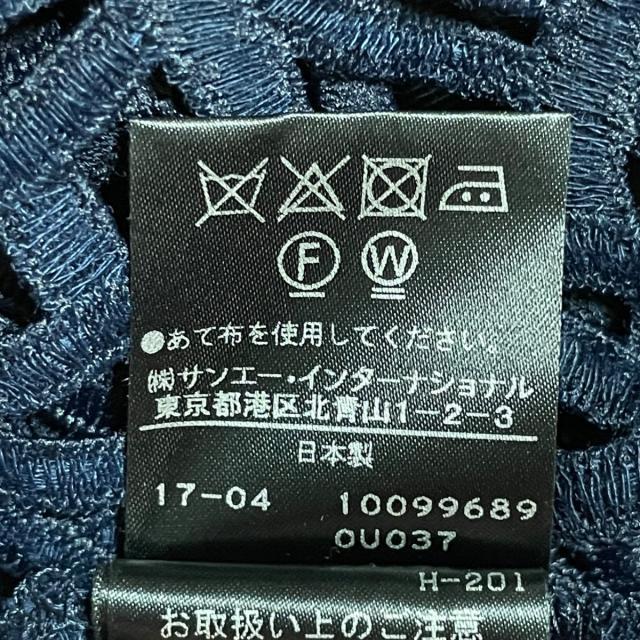 F W
●あて布を使用してください。
㈱サンエー・インターナショナル
東京都港区北青山1-2-3
日本製
17-04 10099689
0U037
H-201
お取扱い上のご注意